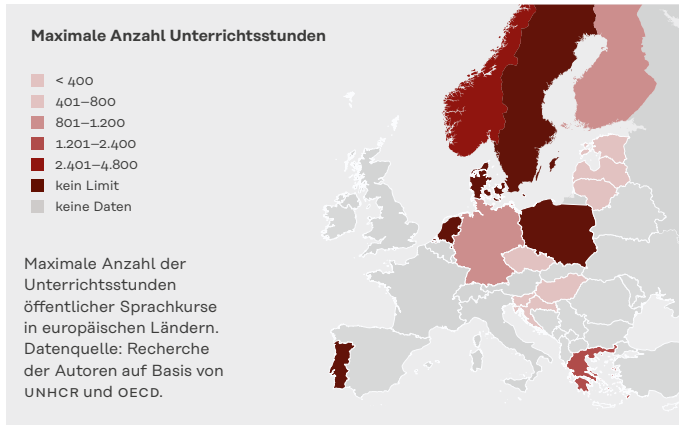 Maximale Anzahl Unterrichtsstunden
< 400
401–800
801–1.200
1.201–2.400
2.401–4.800
kein Limit
keine Daten
Maximale Anzahl der
Unterrichtsstunden
öffentlicher Sprachkurse
in europäischen Ländern.
Datenquelle: Recherche
der Autoren auf Basis von
UNHCR und OECD.